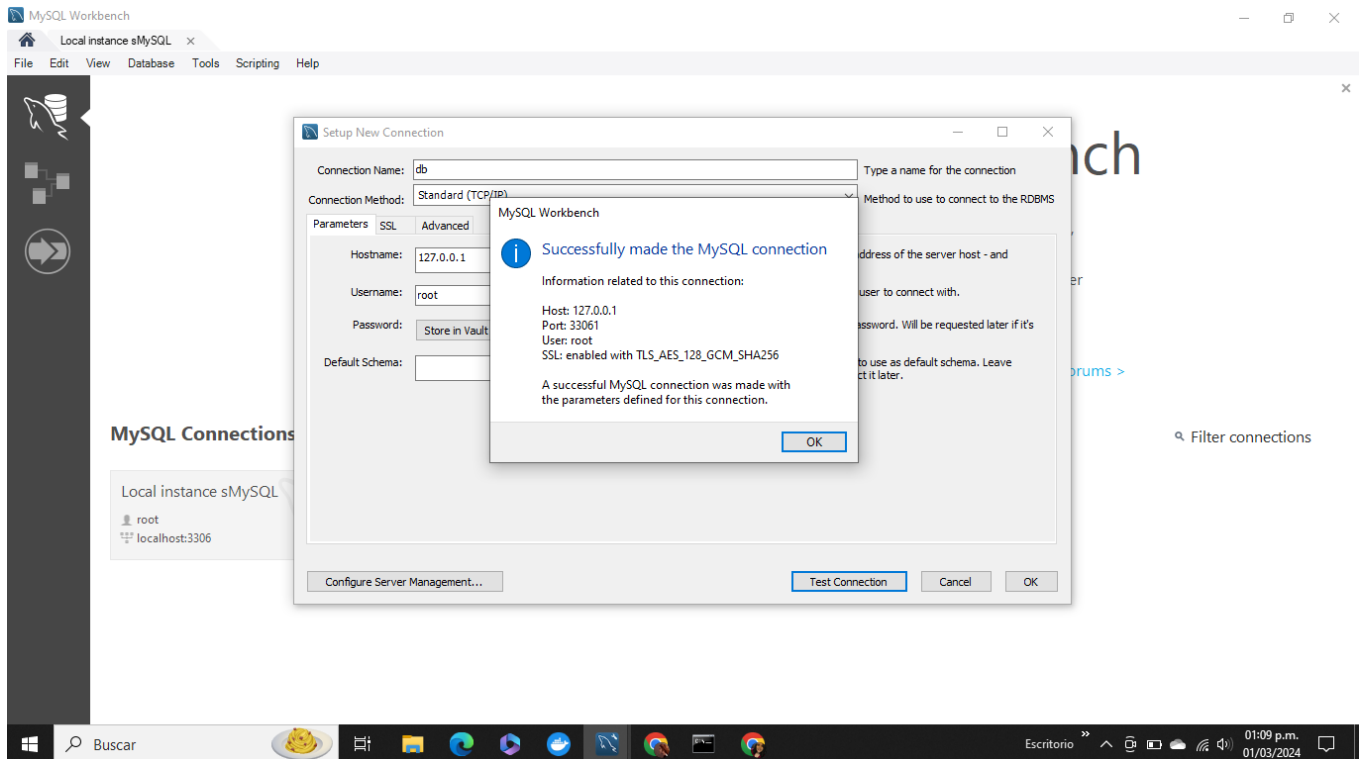 MySQL Workbench
Local instance sMySQL
File Edit View Database Tools Scripting Help
Setup New Connection
Connection Name: db Type a name for the connection
Connection Method: Standard (TCP/IP) Method to use to connect to the RDBMS
Parameters SSL Advanced
Hostname: 127.0.0.1 address of the server host - and
Username: root user to connect with.
Password: Store in Vault password. Will be requested later if it's
Default Schema: to use as default schema. Leave
it later.
MySQL Workbench
Successfully made the MySQL connection
Information related to this connection:
Host: 127.0.0.1
Port: 33061
User: root
SSL: enabled with TLS_AES_128_GCM_SHA256
A successful MySQL connection was made with
the parameters defined for this connection.
OK
Configure Server Management...
Test Connection Cancel OK
nch
er
orums >
MySQL Connections
Filter connections
Local instance sMySQL
root
localhost:3306
Buscar
Escritorio
01:09 p.m.
01/03/2024